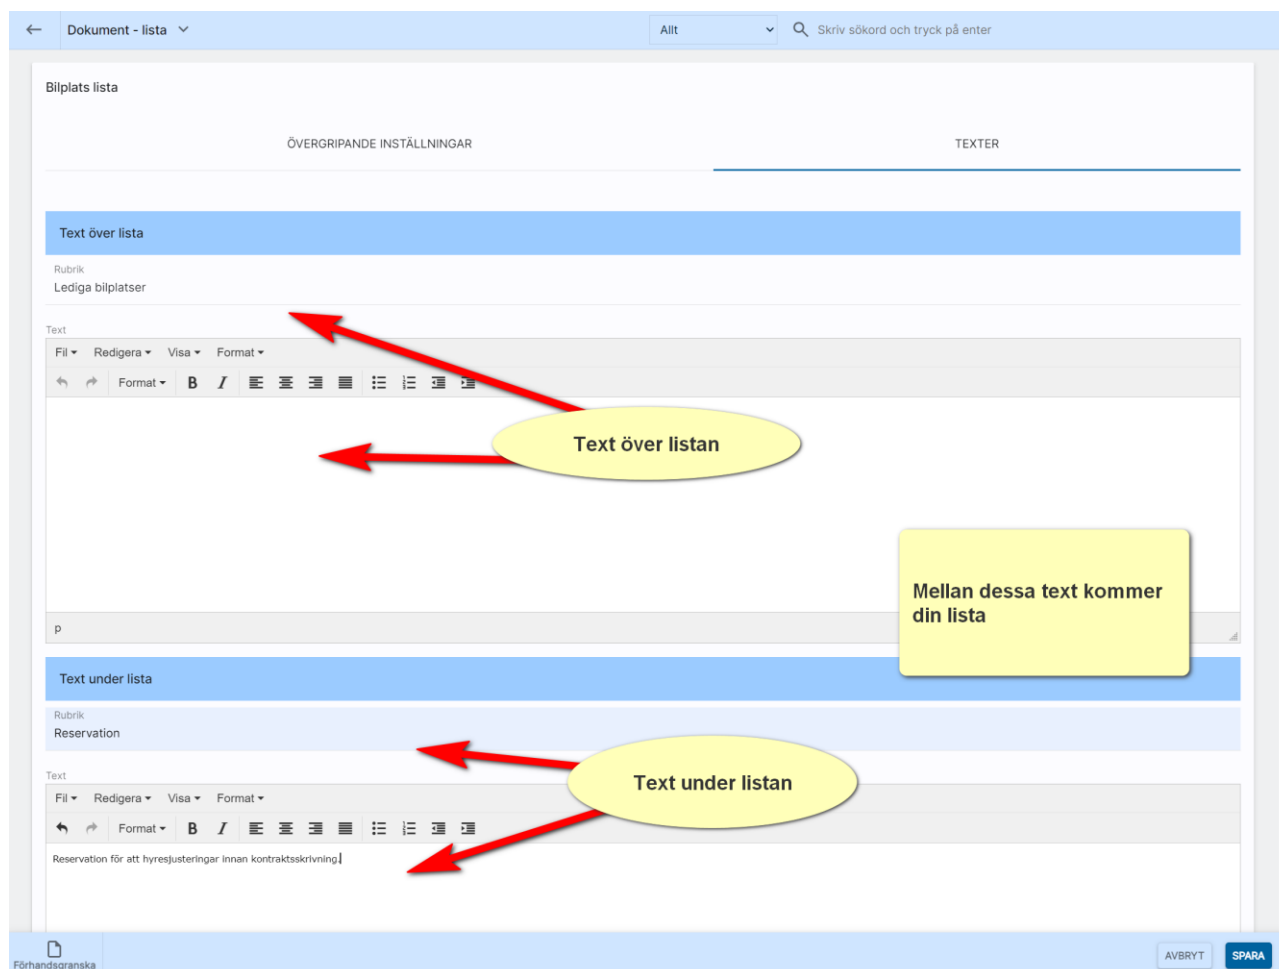 Dokument - lista
Allt
Skriv sökord och tryck på enter
Bilplats lista
ÖVERGRIPANDE INSTÄLLNINGAR
TEXTER
Text över lista
Rubrik
Lediga bilplatser
Text
Fil Redigera Visa Format
Format B I
Text över listan
Mellan dessa text kommer
din lista
p
Text under lista
Rubrik
Reservation
Text
Fil Redigera Visa Format
Format B I
Text under listan
Reservation för att hyresjusteringar innan kontraktsskrivning.
Förhandsgranska
AVBRYT
SPARA